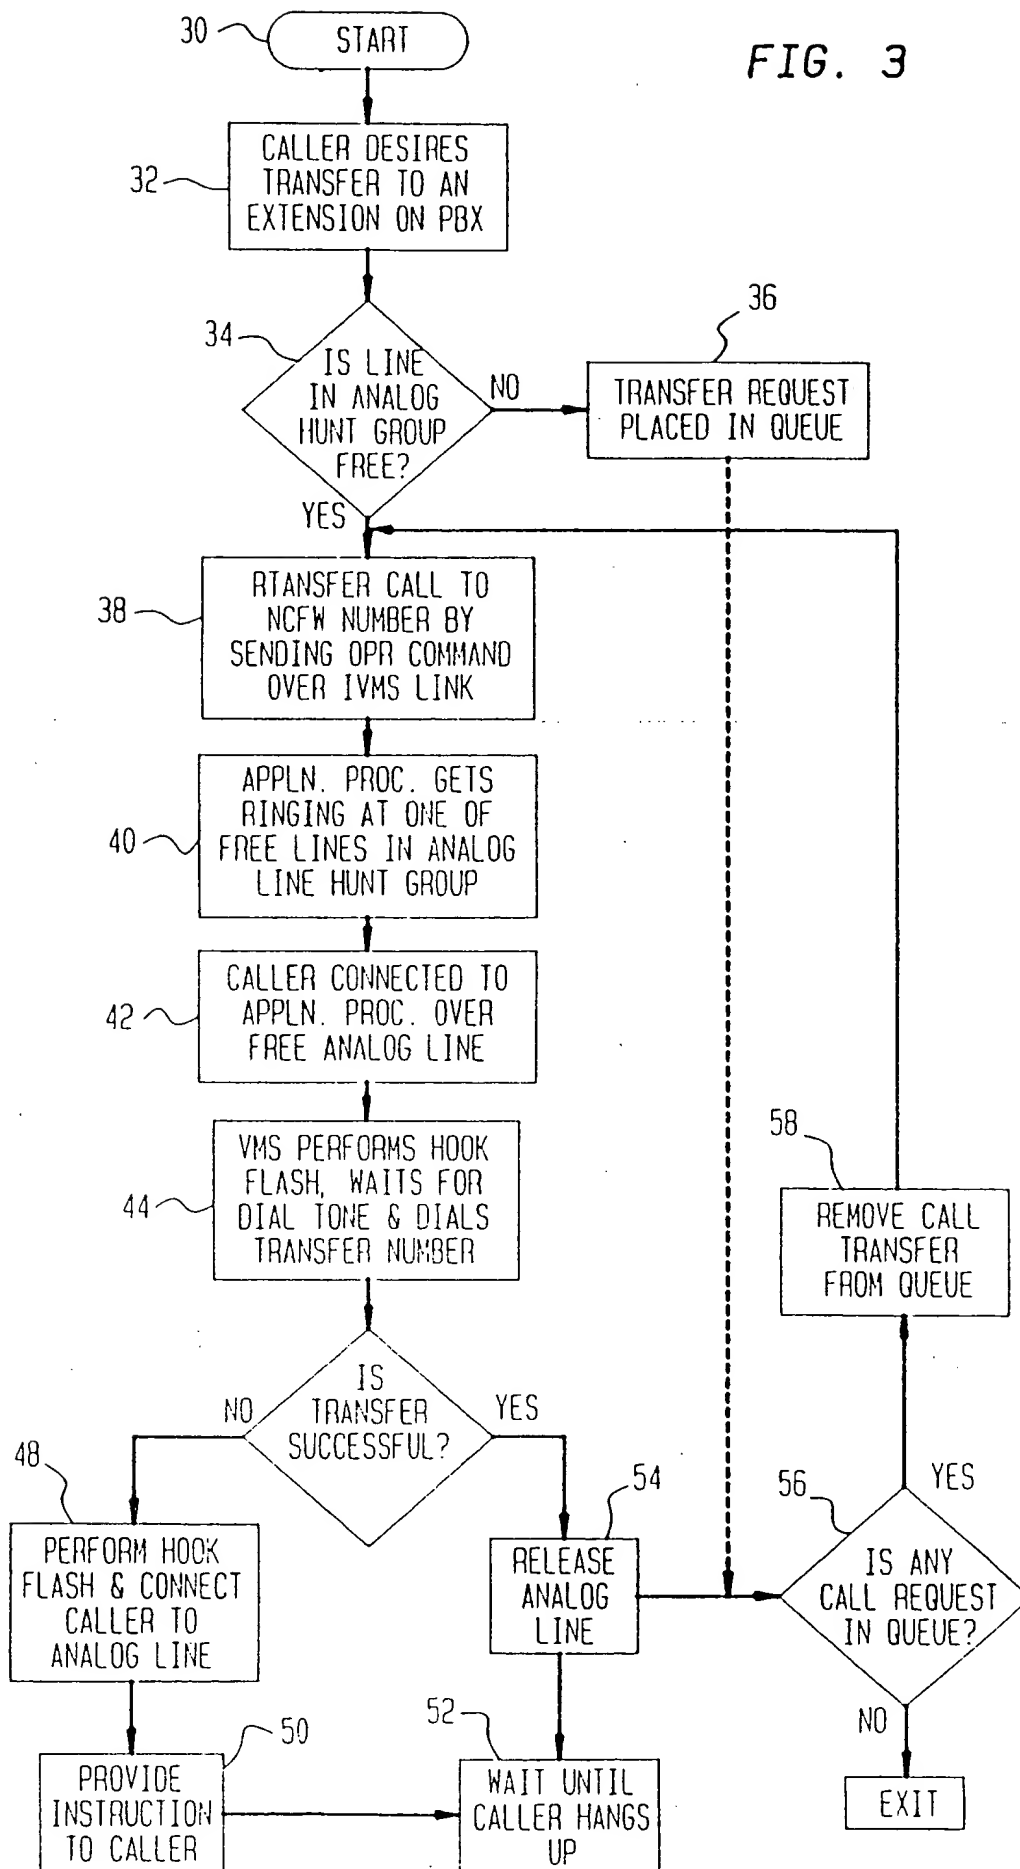 30
START
FIG. 3
32
CALLER DESIRES
TRANSFER TO AN
EXTENSION ON PBX
34
IS LINE
IN ANALOG
HUNT GROUP
FREE?
NO
36
TRANSFER REQUEST
PLACED IN QUEUE
YES
38
RTANSFER CALL TO
NCFW NUMBER BY
SENDING OPR COMMAND
OVER IVMS LINK
40
APPLN. PROC. GETS
RINGING AT ONE OF
FREE LINES IN ANALOG
LINE HUNT GROUP
42
CALLER CONNECTED TO
APPLN. PROC. OVER
FREE ANALOG LINE
44
VMS PERFORMS HOOK
FLASH, WAITS FOR
DIAL TONE & DIALS
TRANSFER NUMBER
58
REMOVE CALL
TRANSFER
FROM QUEUE
IS
TRANSFER
SUCCESSFUL?
NO
YES
48
PERFORM HOOK
FLASH & CONNECT
CALLER TO
ANALOG LINE
54
RELEASE
ANALOG
LINE
56
YES
IS ANY
CALL REQUEST
IN QUEUE?
NO
50
PROVIDE
INSTRUCTION
TO CALLER
52
WAIT UNTIL
CALLER HANGS
UP
EXIT